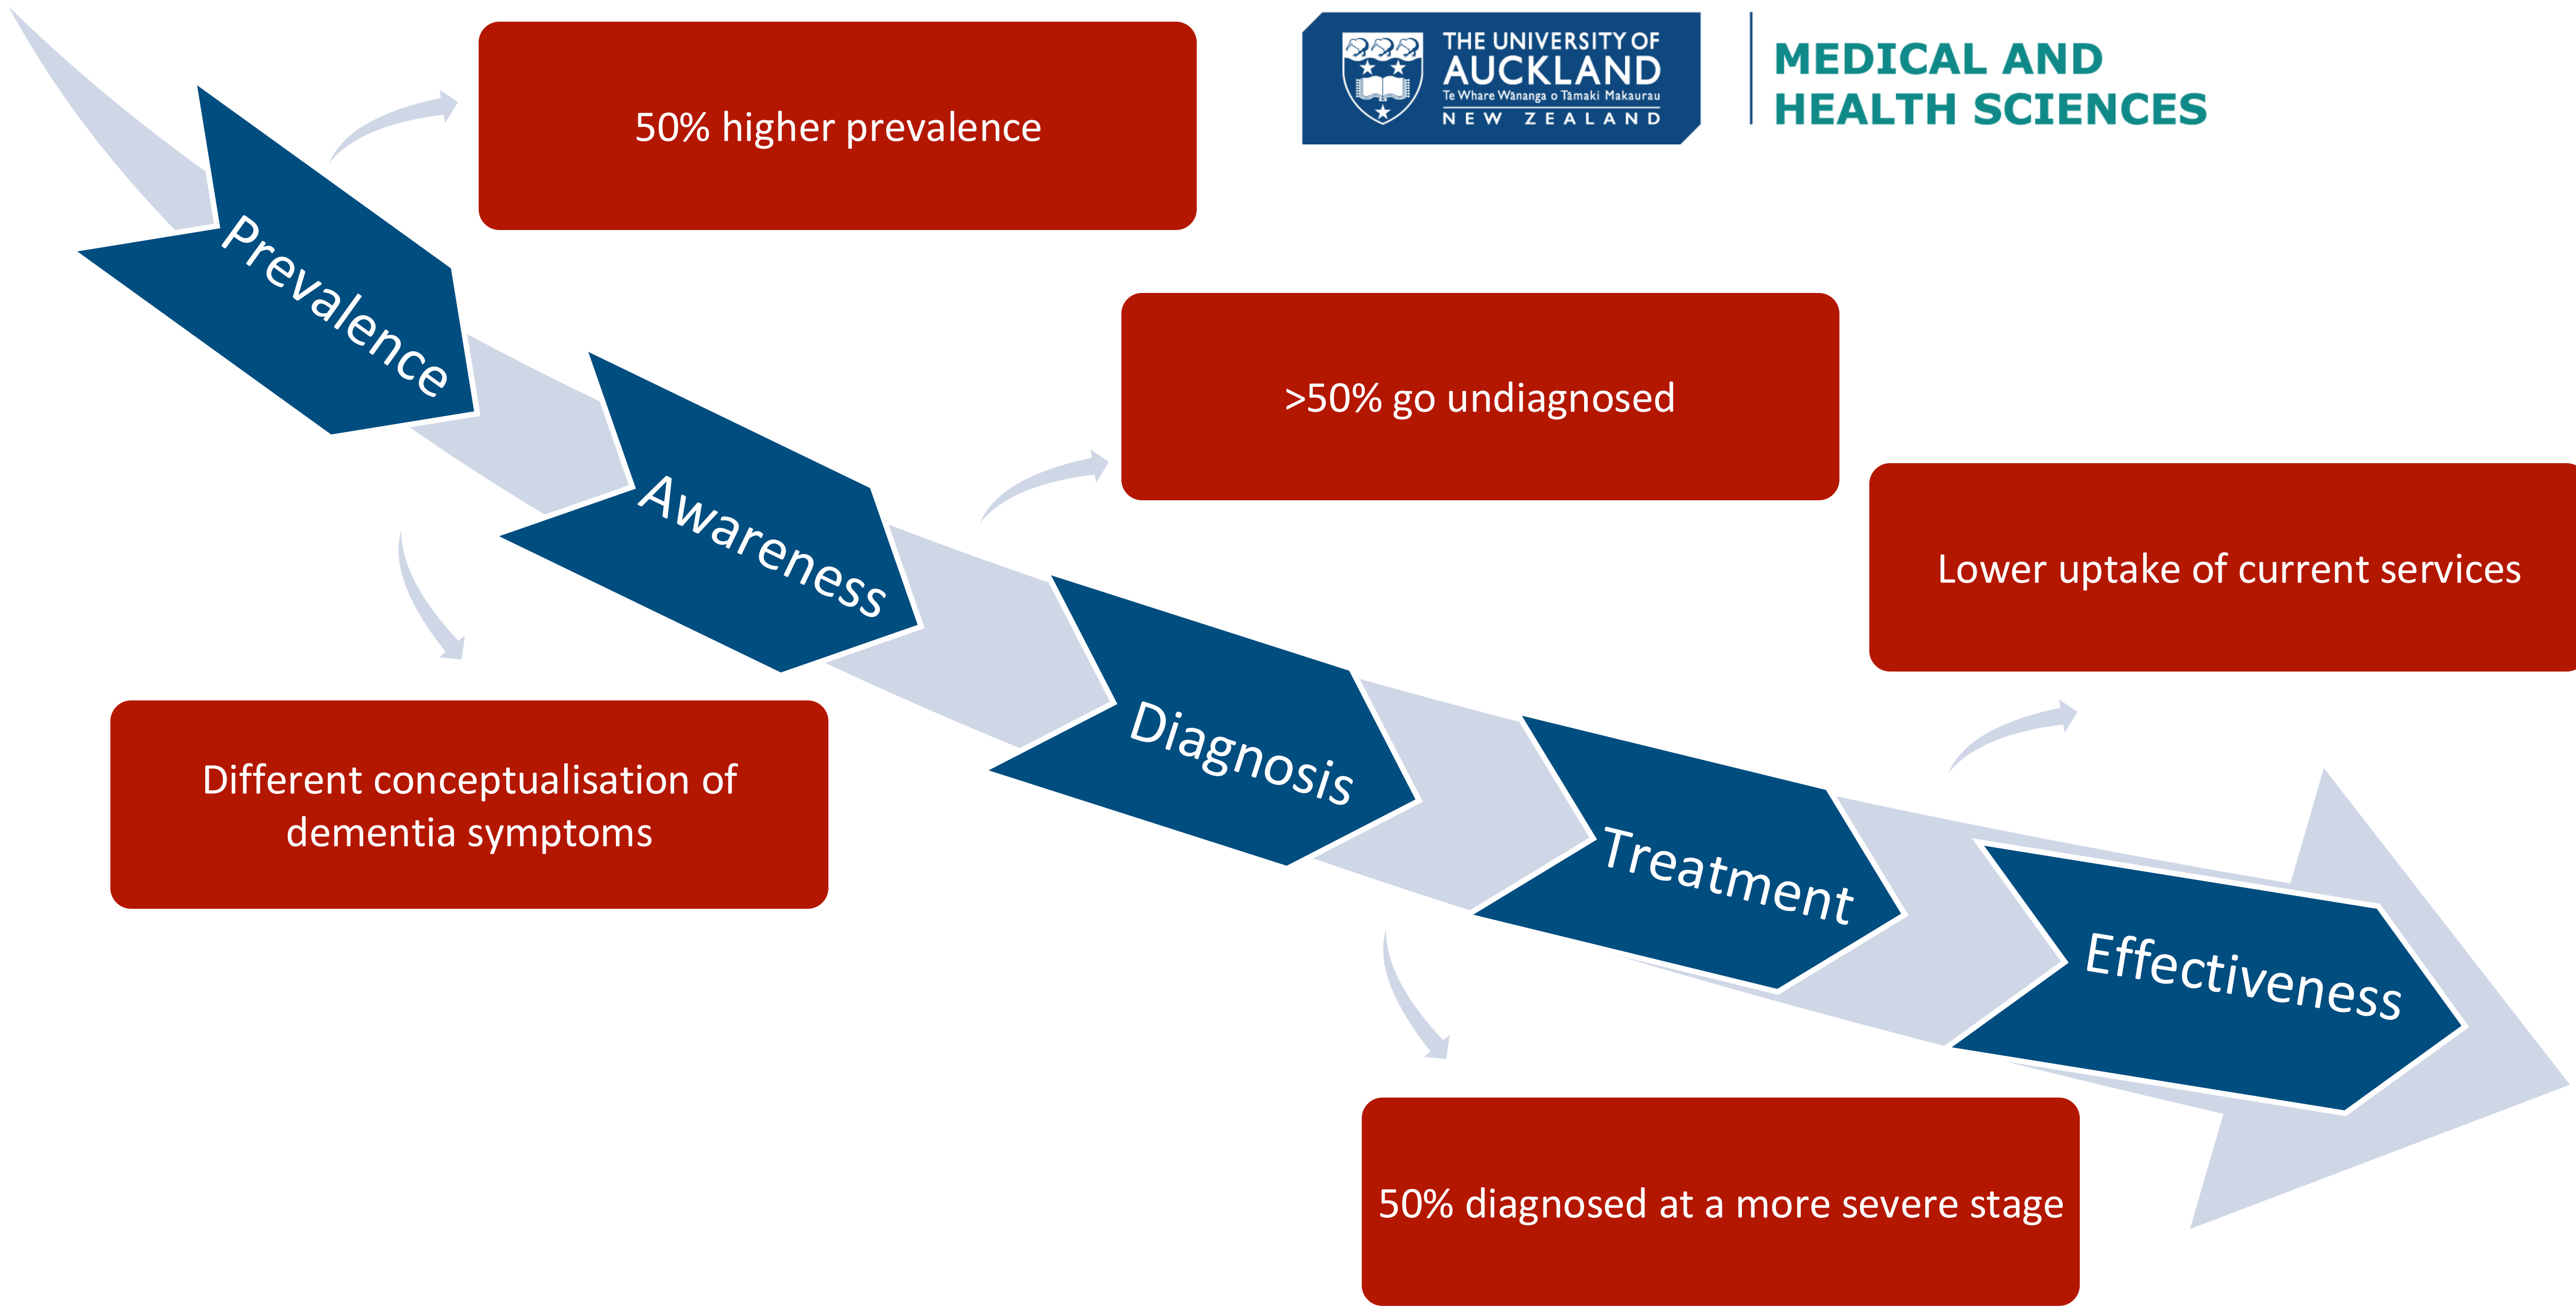 50% higher prevalence
THE UNIVERSITY OF
AUCKLAND
Te Whare Wānanga o Tāmaki Makaurau
NEW ZEALAND
MEDICAL AND
HEALTH SCIENCES
Prevalence
>50% go undiagnosed
Awareness
Lower uptake of current services
Different conceptualisation of
dementia symptoms
Diagnosis
Treatment
Effectiveness
50% diagnosed at a more severe stage